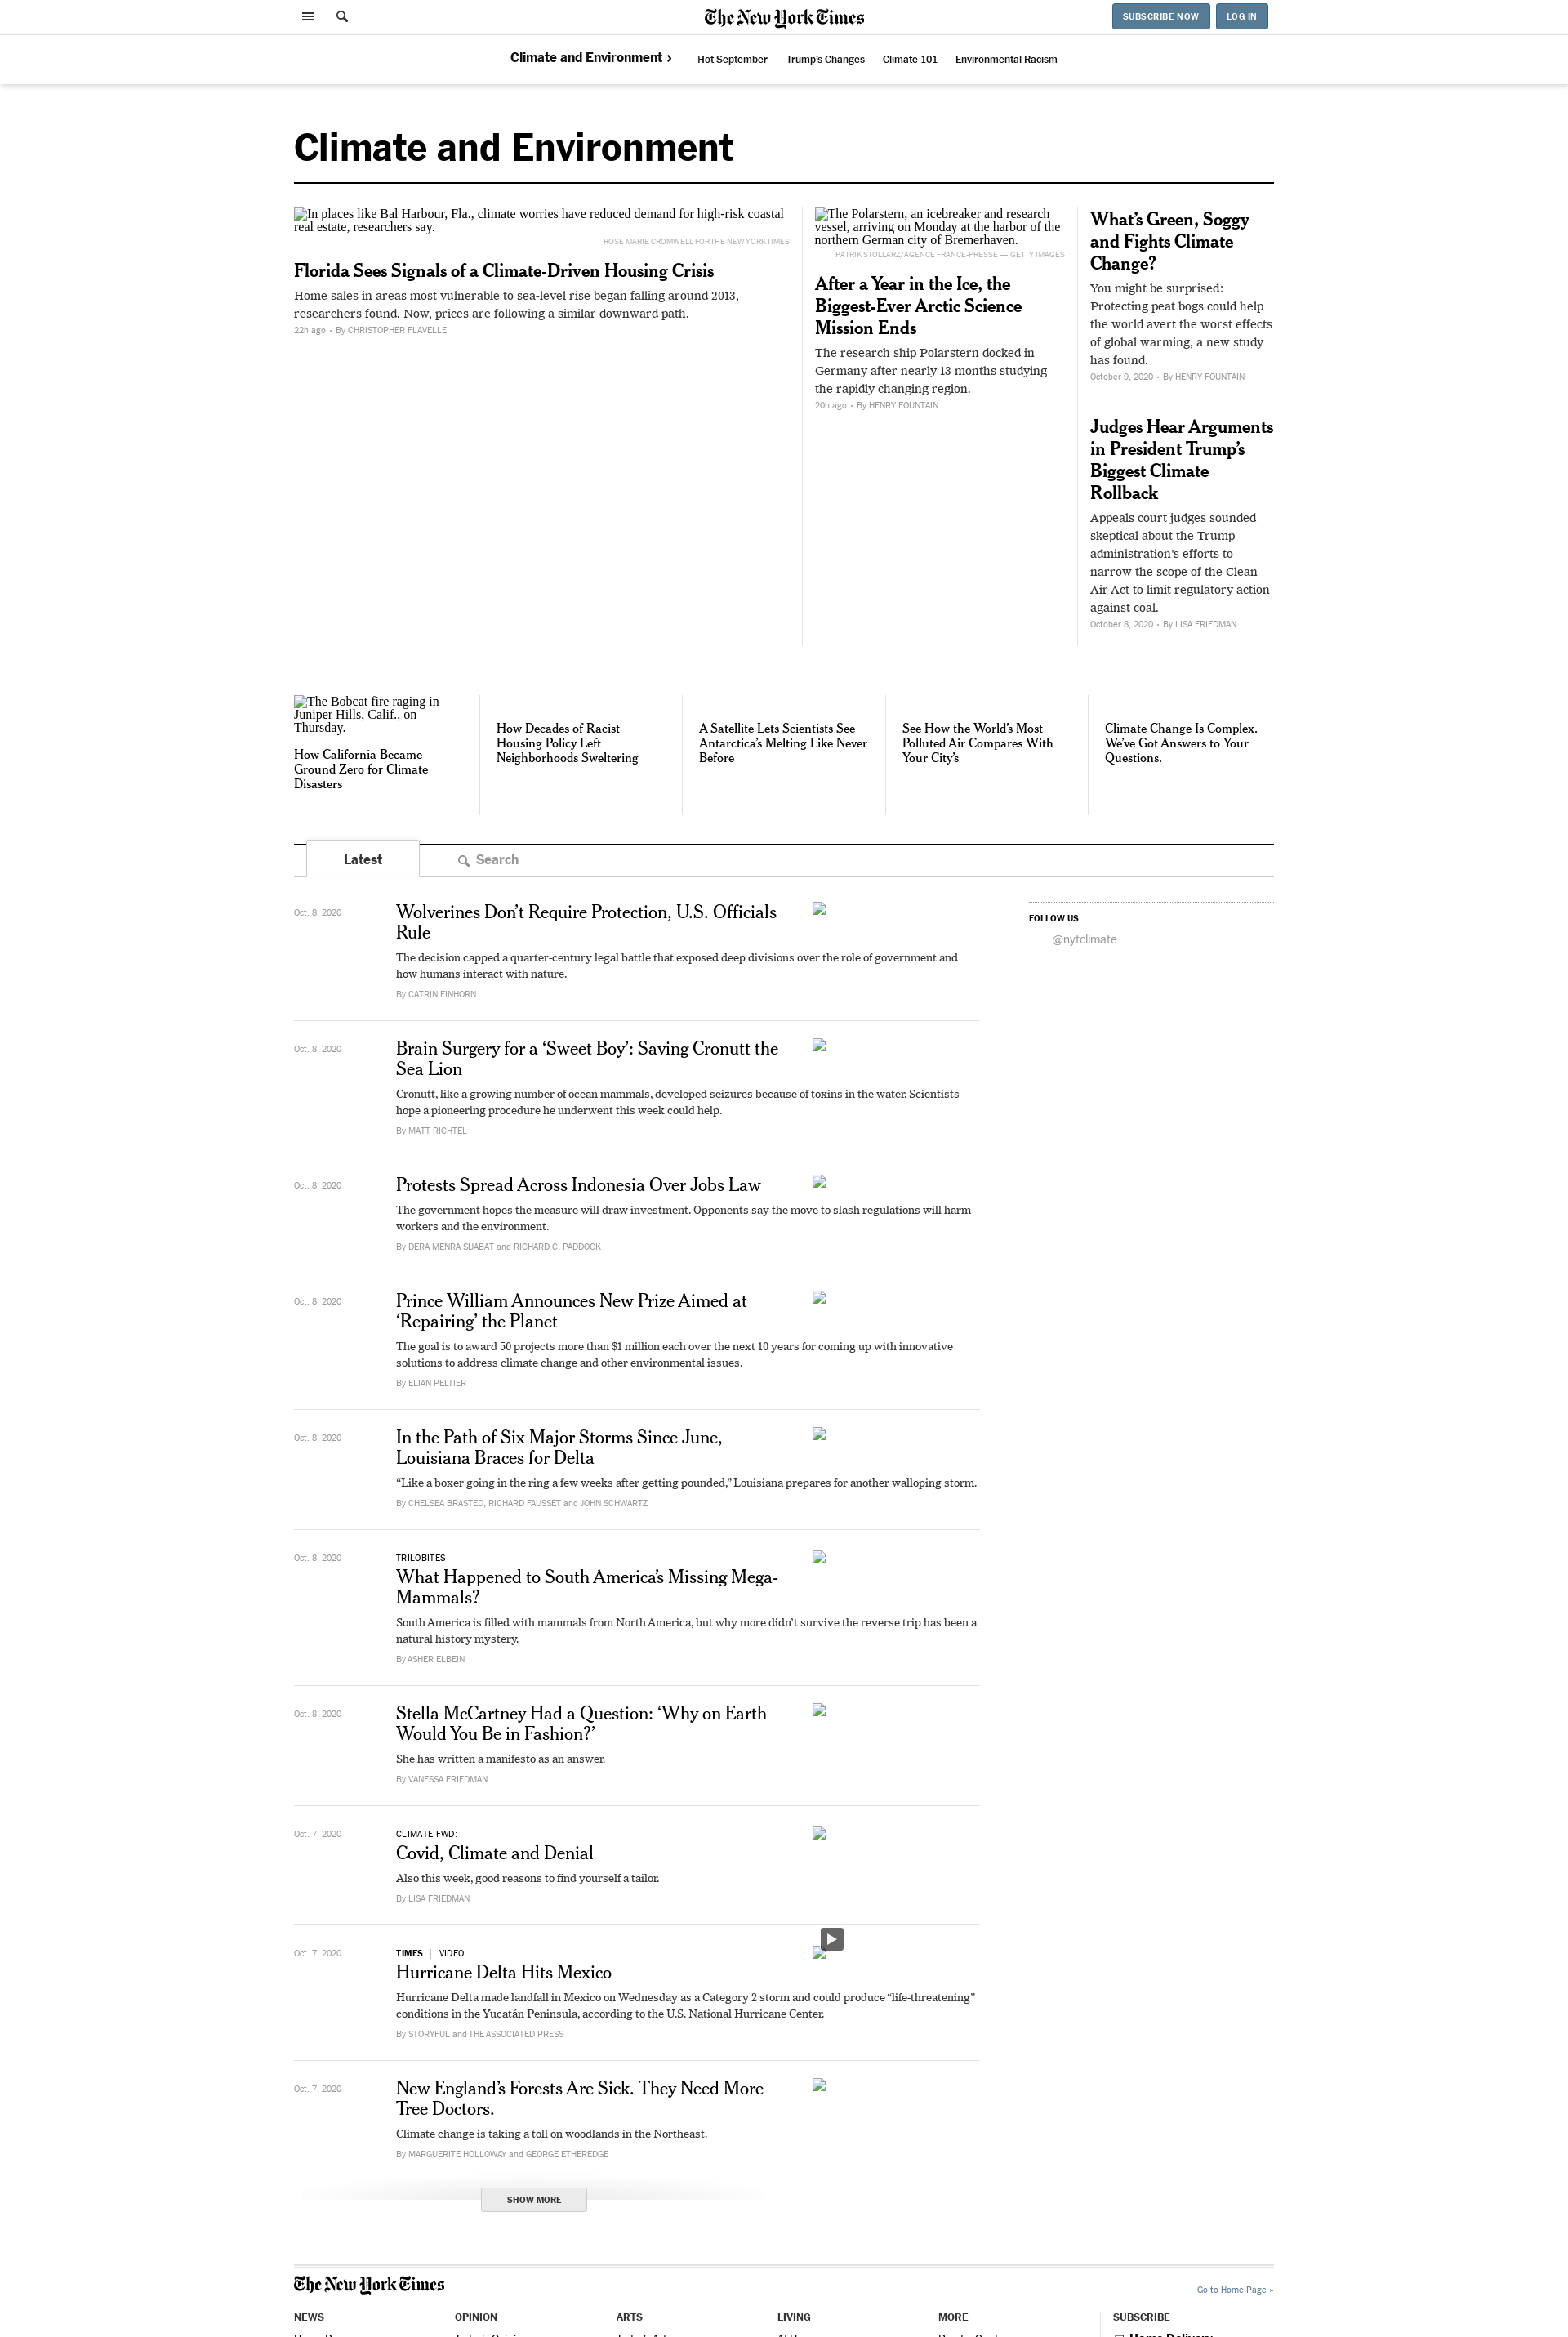 The New York Times
SUBSCRIBE NOW
LOG IN
Climate and Environment ›
Hot September
Trump's Changes
Climate 101
Environmental Racism
Climate and Environment
In places like Bal Harbour, Fla., climate worries have reduced demand for high-risk coastal
real estate, researchers say.
ROSE MARIE CROMWELL FOR THE NEW YORK TIMES
Florida Sees Signals of a Climate-Driven Housing Crisis
Home sales in areas most vulnerable to sea-level rise began falling around 2013,
researchers found. Now, prices are following a similar downward path.
22h ago • By CHRISTOPHER FLAVELLE
The Polarstern, an icebreaker and research
vessel, arriving on Monday at the harbor of the
northern German city of Bremerhaven.
PATRIK STOLLARZ/AGENCE FRANCE-PRESSE — GETTY IMAGES
After a Year in the Ice, the
Biggest-Ever Arctic Science
Mission Ends
The research ship Polarstern docked in
Germany after nearly 13 months studying
the rapidly changing region.
20h ago • By HENRY FOUNTAIN
What's Green, Soggy
and Fights Climate
Change?
You might be surprised:
Protecting peat bogs could help
the world avert the worst effects
of global warming, a new study
has found.
October 9, 2020 • By HENRY FOUNTAIN
Judges Hear Arguments
in President Trump's
Biggest Climate
Rollback
Appeals court judges sounded
skeptical about the Trump
administration's efforts to
narrow the scope of the Clean
Air Act to limit regulatory action
against coal.
October 8, 2020 • By LISA FRIEDMAN
The Bobcat fire raging in
Juniper Hills, Calif., on
Thursday.
How California Became
Ground Zero for Climate
Disasters
How Decades of Racist
Housing Policy Left
Neighborhoods Sweltering
A Satellite Lets Scientists See
Antarctica's Melting Like Never
Before
See How the World's Most
Polluted Air Compares With
Your City's
Climate Change Is Complex.
We've Got Answers to Your
Questions.
Latest
Search
Oct. 8, 2020
Wolverines Don't Require Protection, U.S. Officials
Rule
The decision capped a quarter-century legal battle that exposed deep divisions over the role of government and
how humans interact with nature.
By CATRIN EINHORN
FOLLOW US
@nytclimate
Oct. 8, 2020
Brain Surgery for a 'Sweet Boy': Saving Cronutt the
Sea Lion
Cronutt, like a growing number of ocean mammals, developed seizures because of toxins in the water. Scientists
hope a pioneering procedure he underwent this week could help.
By MATT RICHTEL
Oct. 8, 2020
Protests Spread Across Indonesia Over Jobs Law
The government hopes the measure will draw investment. Opponents say the move to slash regulations will harm
workers and the environment.
By DERA MENRA SIJABAT and RICHARD C. PADDOCK
Oct. 8, 2020
Prince William Announces New Prize Aimed at
'Repairing' the Planet
The goal is to award 50 projects more than $1 million each over the next 10 years for coming up with innovative
solutions to address climate change and other environmental issues.
By ELIAN PELTIER
Oct. 8, 2020
In the Path of Six Major Storms Since June,
Louisiana Braces for Delta
“Like a boxer going in the ring a few weeks after getting pounded,” Louisiana prepares for another walloping storm.
By CHELSEA BRASTED, RICHARD FAUSSET and JOHN SCHWARTZ
Oct. 8, 2020
TRILOBITES
What Happened to South America's Missing Mega-
Mammals?
South America is filled with mammals from North America, but why more didn't survive the reverse trip has been a
natural history mystery.
By ASHER ELBEIN
Oct. 8, 2020
Stella McCartney Had a Question: 'Why on Earth
Would You Be in Fashion?'
She has written a manifesto as an answer.
By VANESSA FRIEDMAN
Oct. 7, 2020
CLIMATE FWD:
Covid, Climate and Denial
Also this week, good reasons to find yourself a tailor.
By LISA FRIEDMAN
Oct. 7, 2020
TIMES | VIDEO
Hurricane Delta Hits Mexico
Hurricane Delta made landfall in Mexico on Wednesday as a Category 2 storm and could produce “life-threatening”
conditions in the Yucatán Peninsula, according to the U.S. National Hurricane Center.
By STORYFUL and THE ASSOCIATED PRESS
Oct. 7, 2020
New England's Forests Are Sick. They Need More
Tree Doctors.
Climate change is taking a toll on woodlands in the Northeast.
By MARGUERITE HOLLOWAY and GEORGE ETHEREDGE
SHOW MORE
The New York Times
Go to Home Page »
NEWS
OPINION
ARTS
LIVING
MORE
SUBSCRIBE
Home Delivery